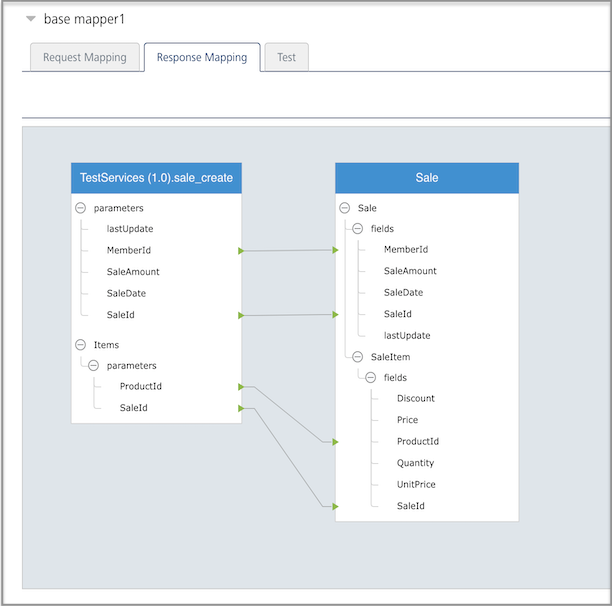 base mapper1
Request Mapping
Response Mapping
Test
TestServices (1.0).sale_create
parameters
lastUpdate
MemberId
SaleAmount
SaleDate
SaleId
Items
parameters
ProductId
SaleId
Sale
Sale
fields
MemberId
SaleAmount
SaleDate
SaleId
lastUpdate
SaleItem
fields
Discount
Price
ProductId
Quantity
UnitPrice
SaleId